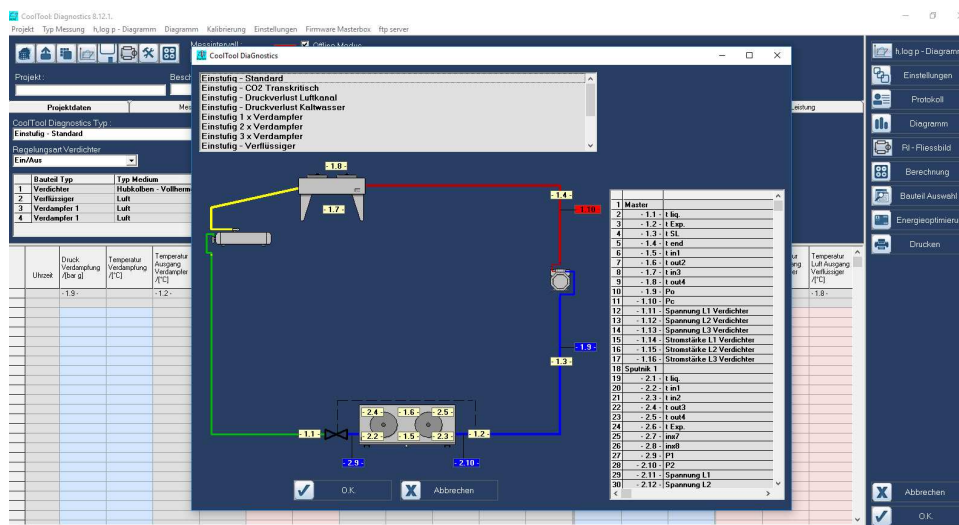 CoolTool: Diagnostics 8.12.1.
Projekt Typ Messung h,log p - Diagramm Diagramm Kalibrierung Einstellungen Firmware Masterbox ftp server
Messintervall
Offline Modus
Projekt :
Besch
Projektdaten
Mes
eistung
CoolTool Diagnostics Typ :
Einstufig - Standard
Regelungsart Verdichter
Ein/Aus
Bauteil Typ Typ Medium
1 Verdichter Hubkolben - Vollherm
2 Verflüssiger Luft
3 Verdampfer 1 Luft
4 Verdampfer 1 Luft
Uhrzeit
Druck Verdampfung /[bar g]
Temperatur Verdampfung /[°C]
Temperatur Ausgang Verdampfer /[°C]
Temperatur Luft Ausgang Verflüssiger /[°C]
- 1.9 -
- 1.2 -
- 1.8 -
CoolTool DiaGnostics
Einstufig - Standard
Einstufig - CO2 Transkritisch
Einstufig - Druckverlust Luftkanal
Einstufig - Druckverlust Kaltwasser
Einstufig 1 x Verdampfer
Einstufig 2 x Verdampfer
Einstufig 3 x Verdampfer
Einstufig - Verflüssiger
- 1.8 -
- 1.7 -
- 1.4 -
- 1.10 -
- 1.9 -
- 1.3 -
- 2.4 - - 1.6 - - 2.5 -
- 1.1 - - 2.2 - - 1.5 - - 2.3 - - 1.2 -
- 2.9 - - 2.10 -
1 Master
2 - 1.1 - t liq.
3 - 1.2 - t Exp.
4 - 1.3 - t SL
5 - 1.4 - t end
6 - 1.5 - t in1
7 - 1.6 - t out2
8 - 1.7 - t in3
9 - 1.8 - t out4
10 - 1.9 - Po
11 - 1.10 - Pc
12 - 1.11 - Spannung L1 Verdichter
13 - 1.12 - Spannung L2 Verdichter
14 - 1.13 - Spannung L3 Verdichter
15 - 1.14 - Stromstärke L1 Verdichter
16 - 1.15 - Stromstärke L2 Verdichter
17 - 1.16 - Stromstärke L3 Verdichter
18 Sputnik 1
19 - 2.1 - t liq.
20 - 2.2 - t in1
21 - 2.3 - t in2
22 - 2.4 - t out3
23 - 2.5 - t out4
24 - 2.6 - t Exp.
25 - 2.7 - inx7
26 - 2.8 - inx8
27 - 2.9 - P1
28 - 2.10 - P2
29 - 2.11 - Spannung L1
30 - 2.12 - Spannung L2
O.K. Abbrechen
h,log p - Diagramm
Einstellungen
Protokoll
Diagramm
R/I - Fliessbild
Berechnung
Bauteil Auswahl
Energieoptimieru
Drucken
Abbrechen
O.K.